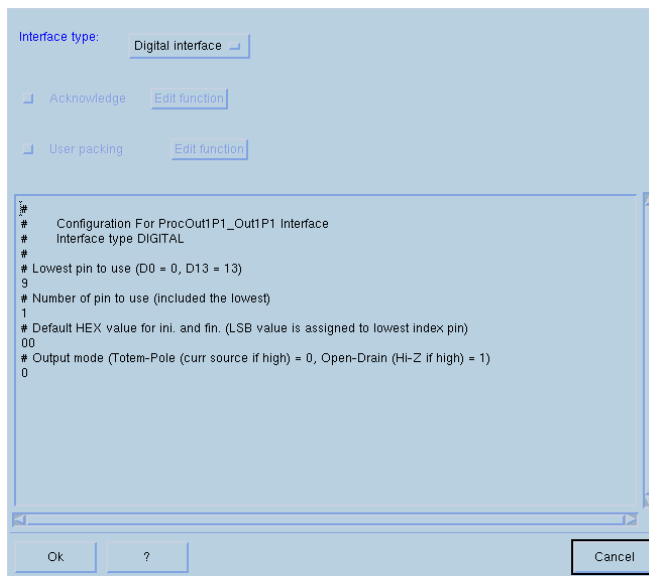 Interface type:
Digital interface
Acknowledge
Edit function
User packing
Edit function
#
# Configuration For ProcOut1P1_Out1P1 Interface
# Interface type DIGITAL
#
# Lowest pin to use (D0 = 0, D13 = 13)
9
# Number of pin to use (included the lowest)
1
# Default HEX value for ini. and fin. (LSB value is assigned to lowest index pin)
00
# Output mode (Totem-Pole (curr source if high) = 0, Open-Drain (Hi-Z if high) = 1)
0
Ok
?
Cancel